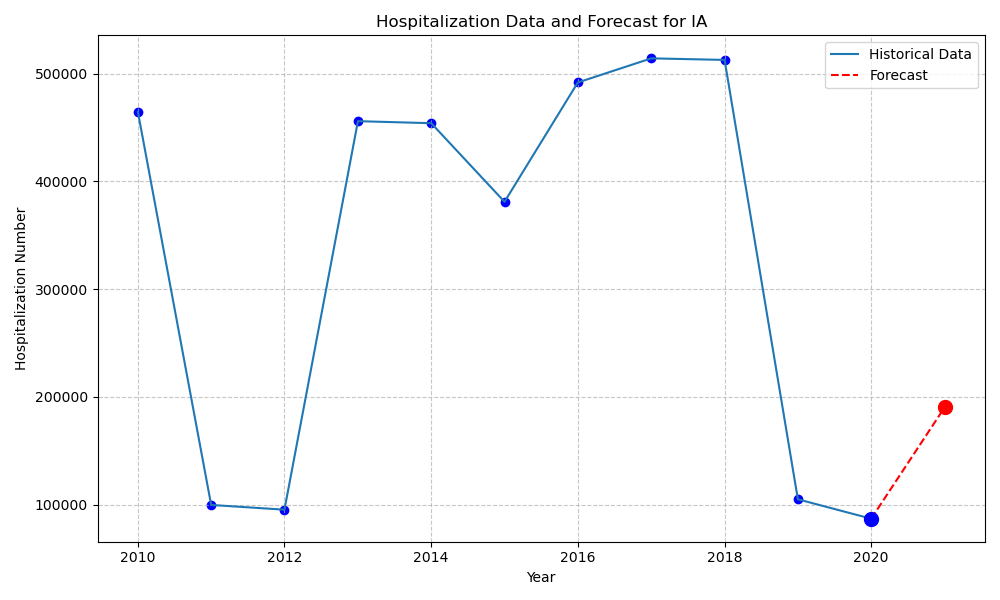 Hospitalization Data and Forecast for IA
Historical Data
Forecast
Hospitalization Number
500000
400000
300000
200000
100000
2010
2012
2014
2016
2018
2020
Year